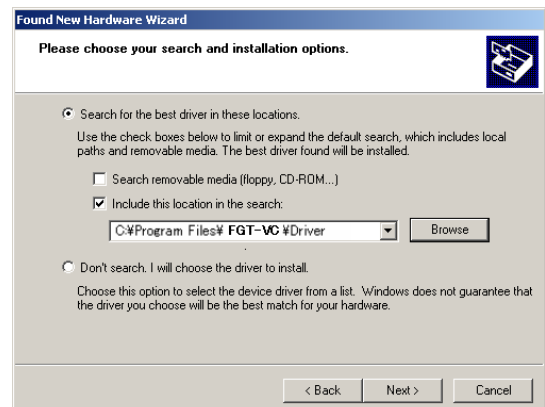 Found New Hardware Wizard
Please choose your search and installation options.
Search for the best driver in these locations.
Use the check boxes below to limit or expand the default search, which includes local
paths and removable media. The best driver found will be installed.
Search removable media (floppy, CD-ROM...)
Include this location in the search:
C:¥Program Files¥ FGT-VC ¥Driver
Browse
Don't search. I will choose the driver to install.
Choose this option to select the device driver from a list. Windows does not guarantee that
the driver you choose will be the best match for your hardware.
< Back
Next >
Cancel